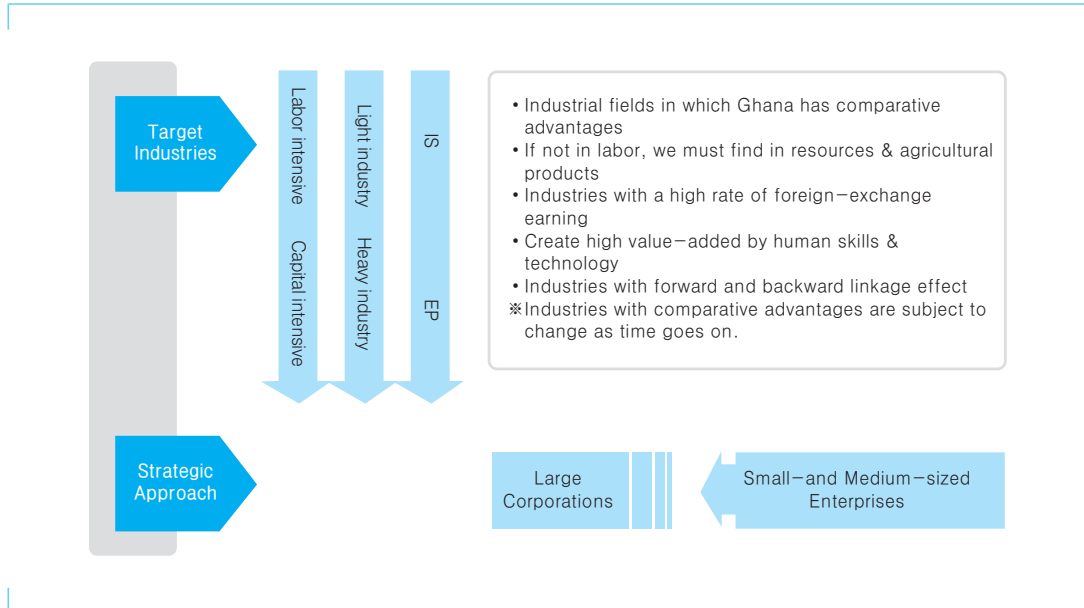 Target
Industries
Labor intensive
Capital intensive
Light industry
Heavy industry
IS
EP
• Industrial fields in which Ghana has comparative
advantages
• If not in labor, we must find in resources & agricultural
products
• Industries with a high rate of foreign-exchange
earning
• Create high value-added by human skills &
technology
• Industries with forward and backward linkage effect
※Industries with comparative advantages are subject to
change as time goes on.
Strategic
Approach
Large
Corporations
Small-and Medium-sized
Enterprises